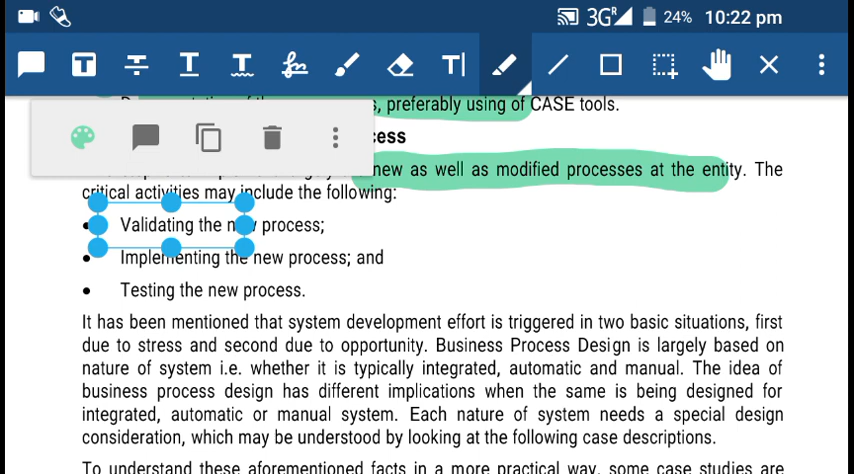 3G R 24% 10:22 pm
T T T T T|
s, preferably using of CASE tools.
cess
new as well as modified processes at the entity. The
critical activities may include the following:
• Validating the new process;
• Implementing the new process; and
• Testing the new process.
It has been mentioned that system development effort is triggered in two basic situations, first
due to stress and second due to opportunity. Business Process Design is largely based on
nature of system i.e. whether it is typically integrated, automatic and manual. The idea of
business process design has different implications when the same is being designed for
integrated, automatic or manual system. Each nature of system needs a special design
consideration, which may be understood by looking at the following case descriptions.
To understand these aforementioned facts in a more practical way, some case studies are